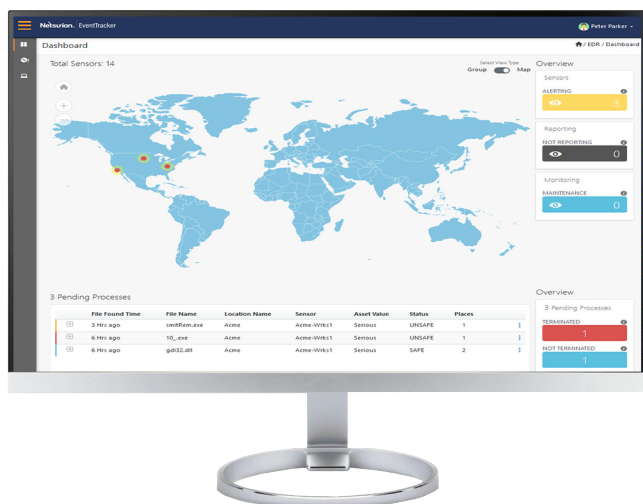 Netsurion. EventTracker
Peter Parker
Dashboard
/ EDR / Dashboard
Total Sensors: 14
Select View Type
Group Map
Overview
Sensors
ALERTING
3
Reporting
NOT REPORTING
0
Monitoring
MAINTENANCE
0
3 Pending Processes
File Found Time File Name Location Name Sensor Asset Value Status Places
3 Hrs ago smitRem.exe Acme Acme-Wrks1 Serious UNSAFE 1
6 Hrs ago 10_.exe Acme Acme-Wrks1 Serious UNSAFE 1
6 Hrs ago gdi32.dll Acme Acme-Wrks1 Serious SAFE 2
Overview
3 Pending Processes
TERMINATED
1
NOT TERMINATED
1